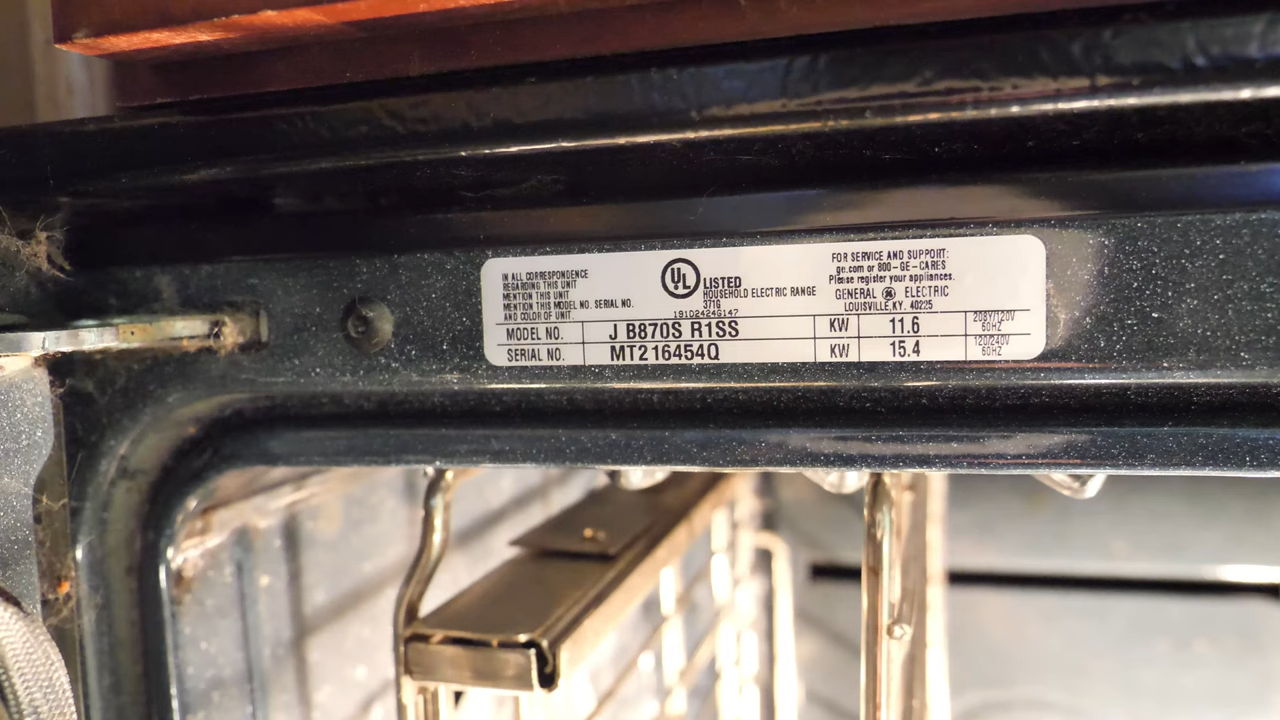 IN ALL CORRESPONDENCE
REGARDING THIS UNIT
MENTION THIS UNIT
MENTION THIS MODEL NO. SERIAL NO.
AND COLOR OF UNIT.
UL LISTED
HOUSEHOLD ELECTRIC RANGE
371G
191D2424G147
FOR SERVICE AND SUPPORT:
ge.com or 800-GE-CARES
Please register your appliances.
GENERAL GE ELECTRIC
LOUISVILLE, KY. 40225
MODEL NO. J B870S R1SS KW 11.6 208Y/120V 60HZ
SERIAL NO. MT216454Q KW 15.4 120/240V 60HZ